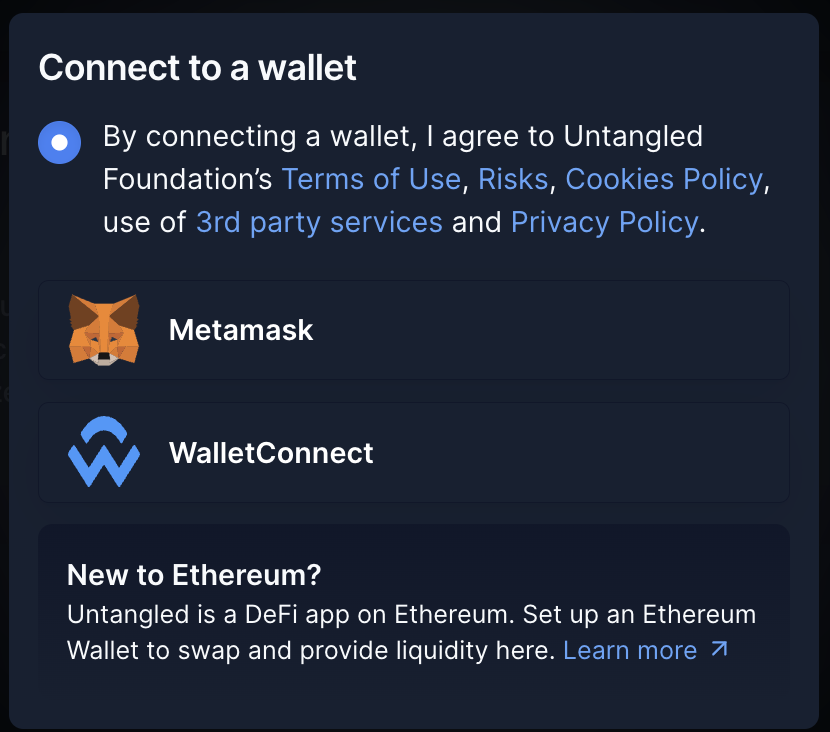 Connect to a wallet
By connecting a wallet, I agree to Untangled
Foundation’s Terms of Use, Risks, Cookies Policy,
use of 3rd party services and Privacy Policy.
Metamask
WalletConnect
New to Ethereum?
Untangled is a DeFi app on Ethereum. Set up an Ethereum
Wallet to swap and provide liquidity here. Learn more ↗